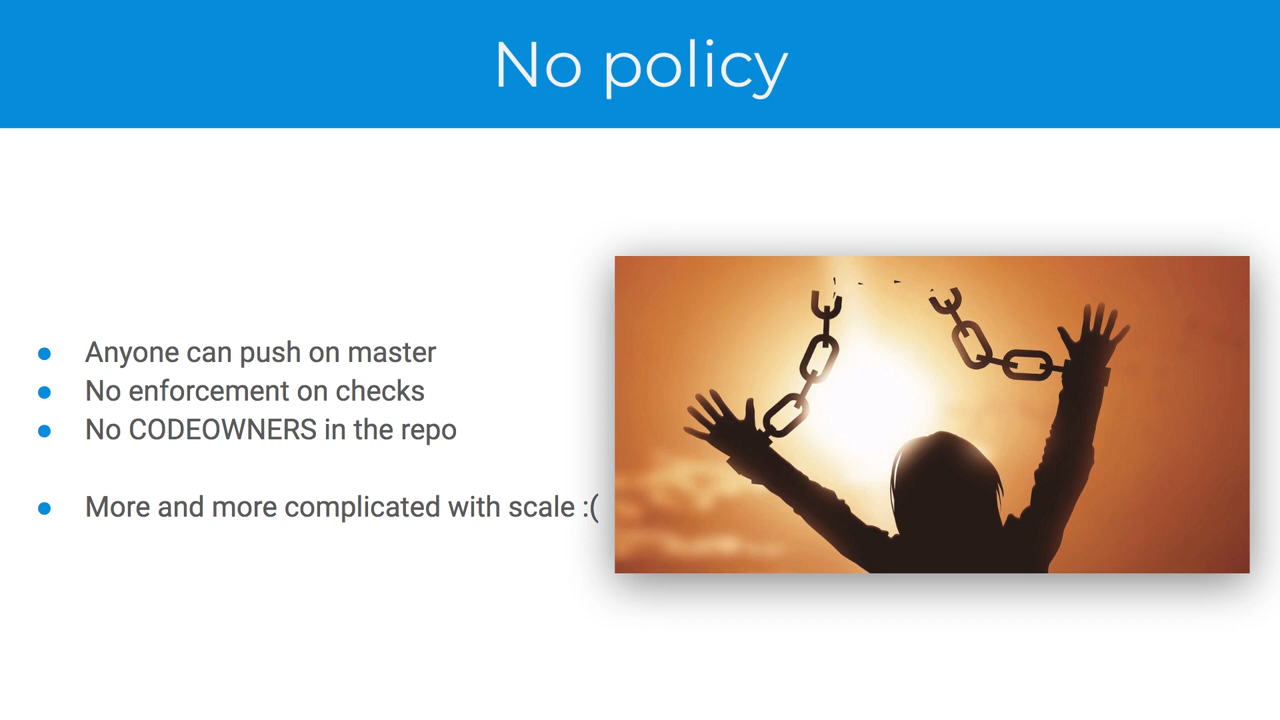 No policy
Anyone can push on master
No enforcement on checks
No CODEOWNERS in the repo
More and more complicated with scale :(